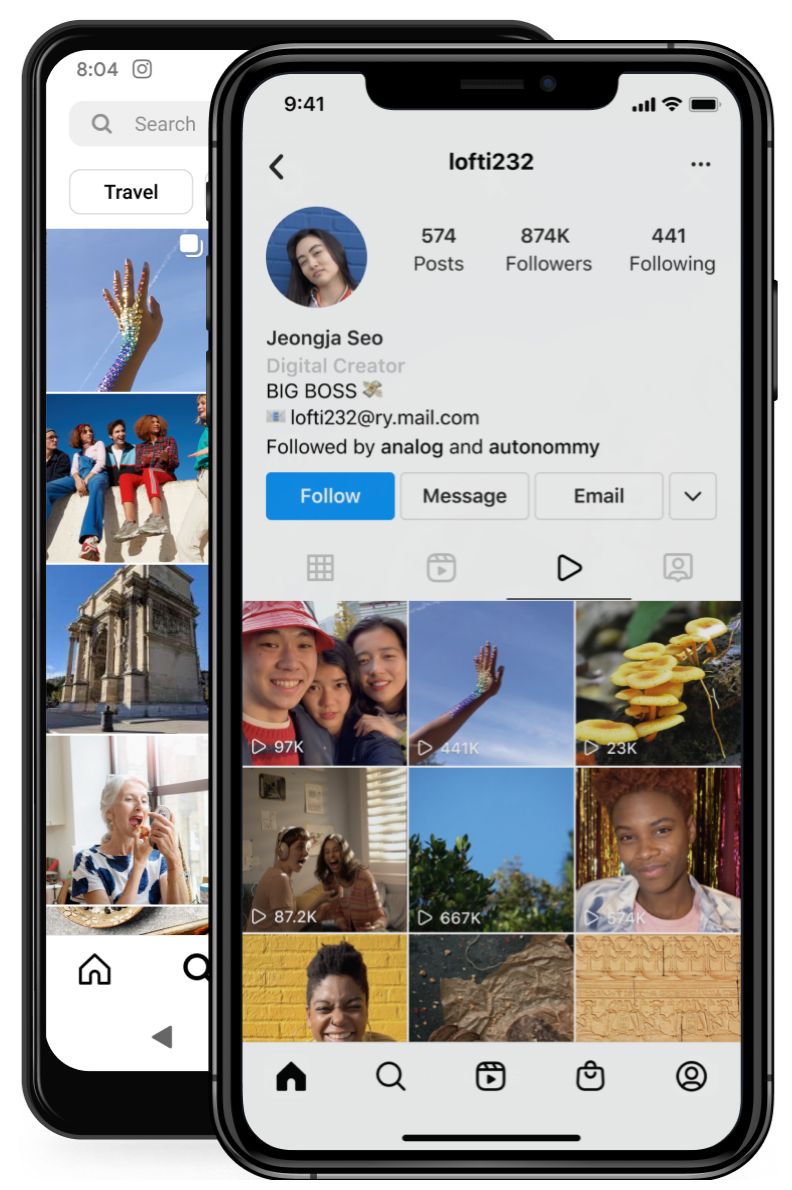 8:04
Search
Travel
9:41
lofti232
574 874K 441
Posts Followers Following
Jeongja Seo
Digital Creator
BIG BOSS 💸
📧 lofti232@ry.mail.com
Followed by analog and autonommy
Follow Message Email
97K 441K 23K
87.2K 667K 574K